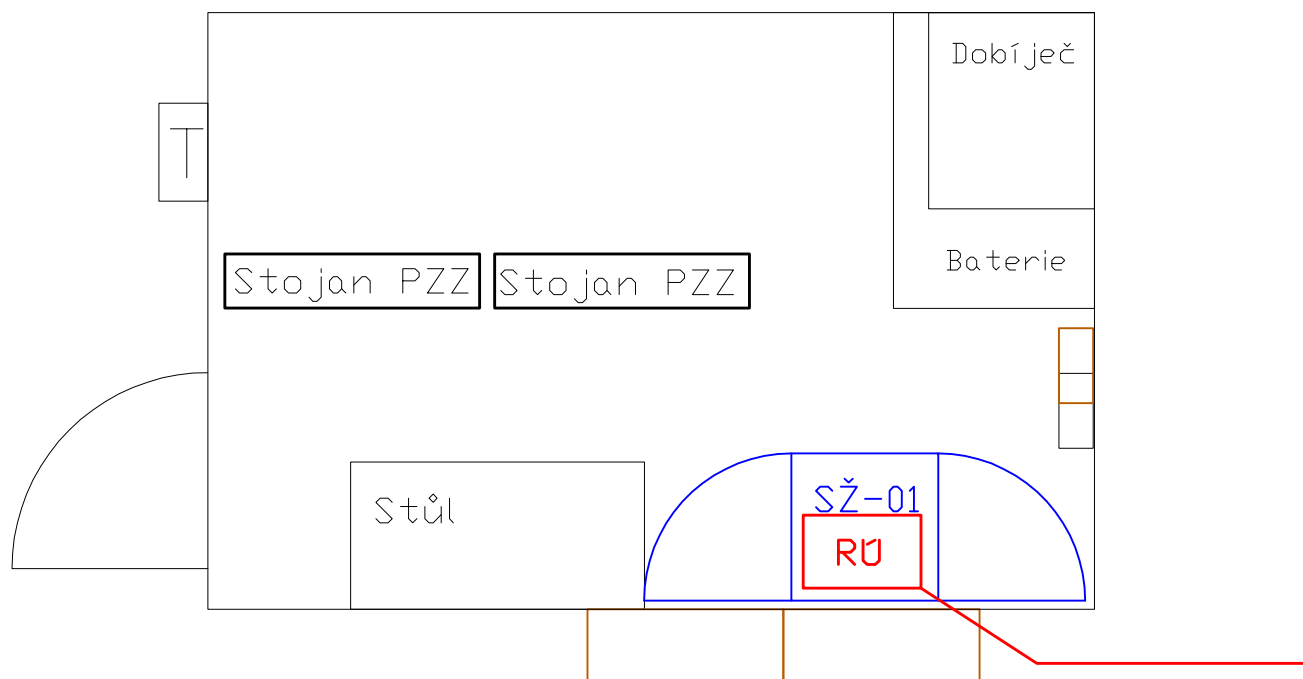 Dobíječ
T
Baterie
Stojan PZZ
Stojan PZZ
SŽ-01
Stůl
RÚ